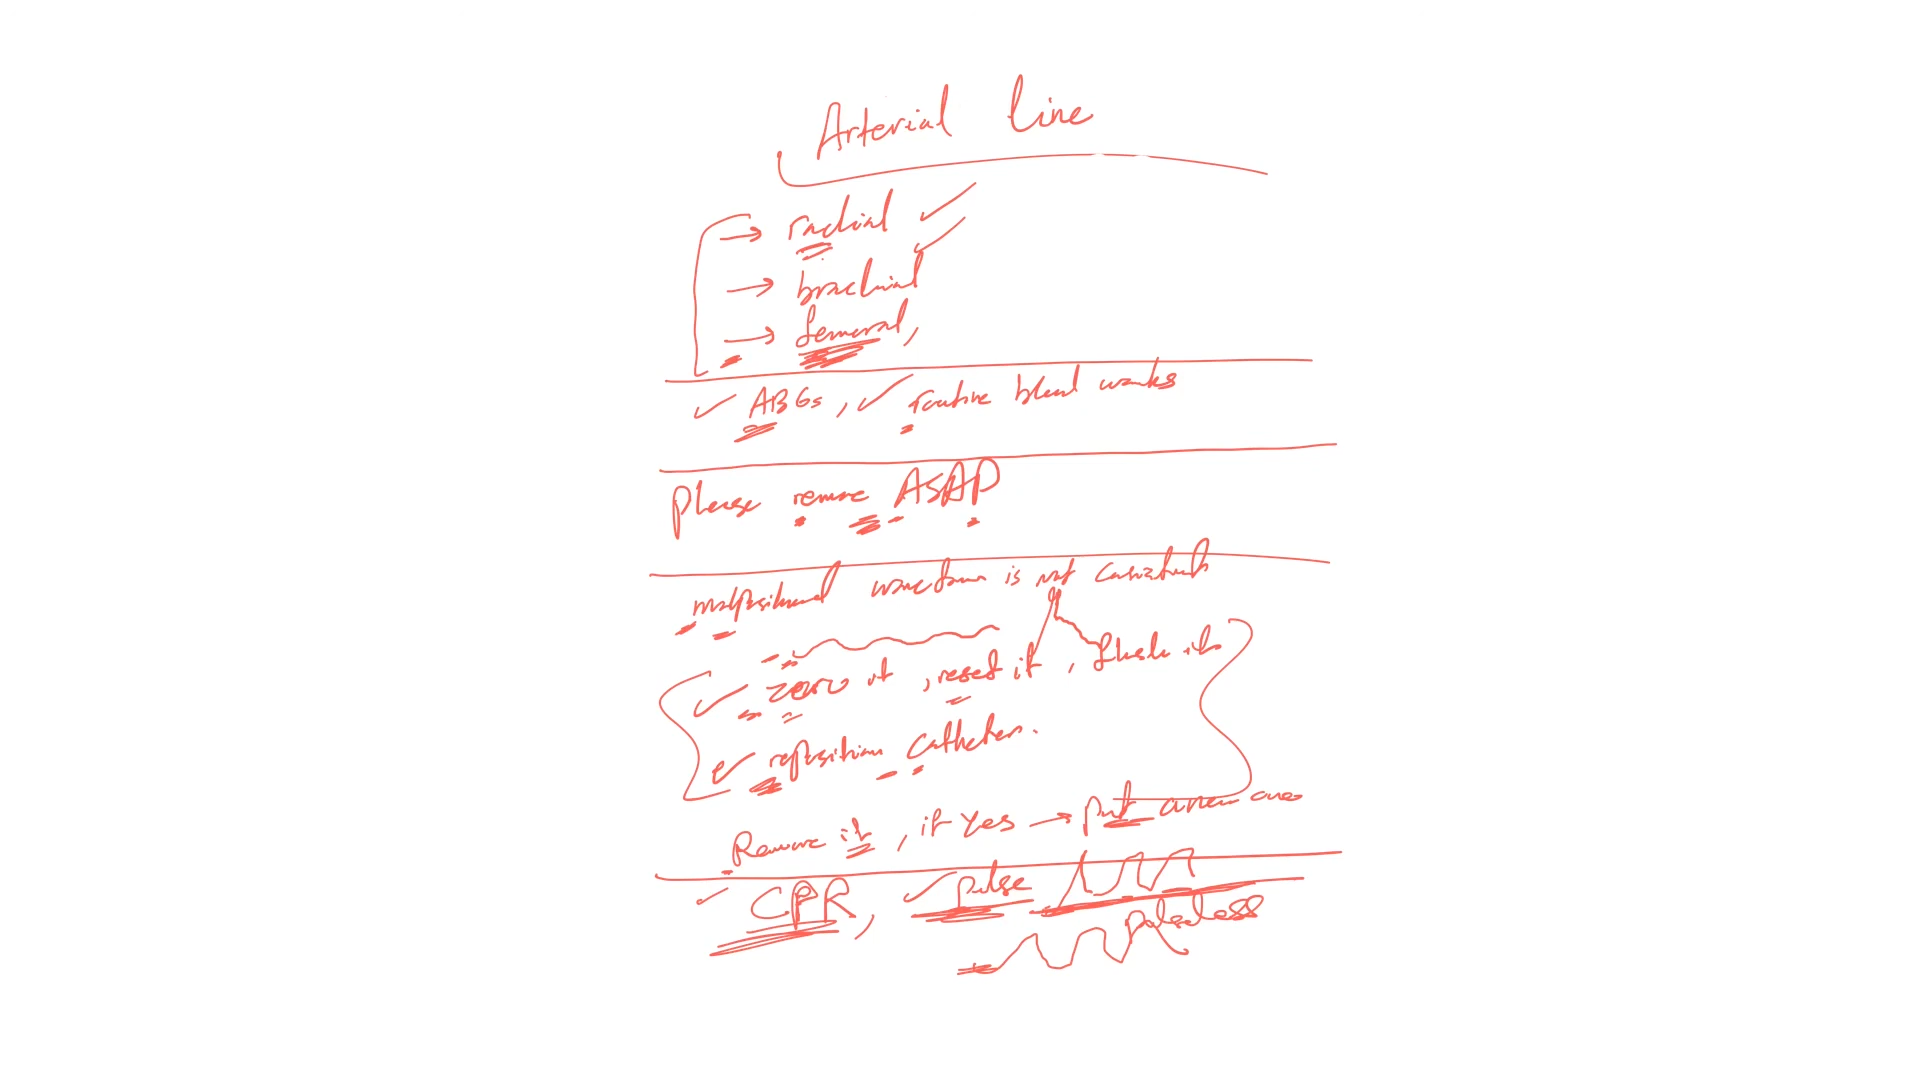 Arterial line
→ radial ✓
→ brachial ✓
→ femoral,
✓ ABGs, ✓ routine blood works
Please remove ASAP
malpositioned waveform is not consistent
✓ zero it, reset it, flush it
✓ reposition catheter.
Remove it, if Yes → put a new one
✓ CPR, ✓ pulse
pulseless